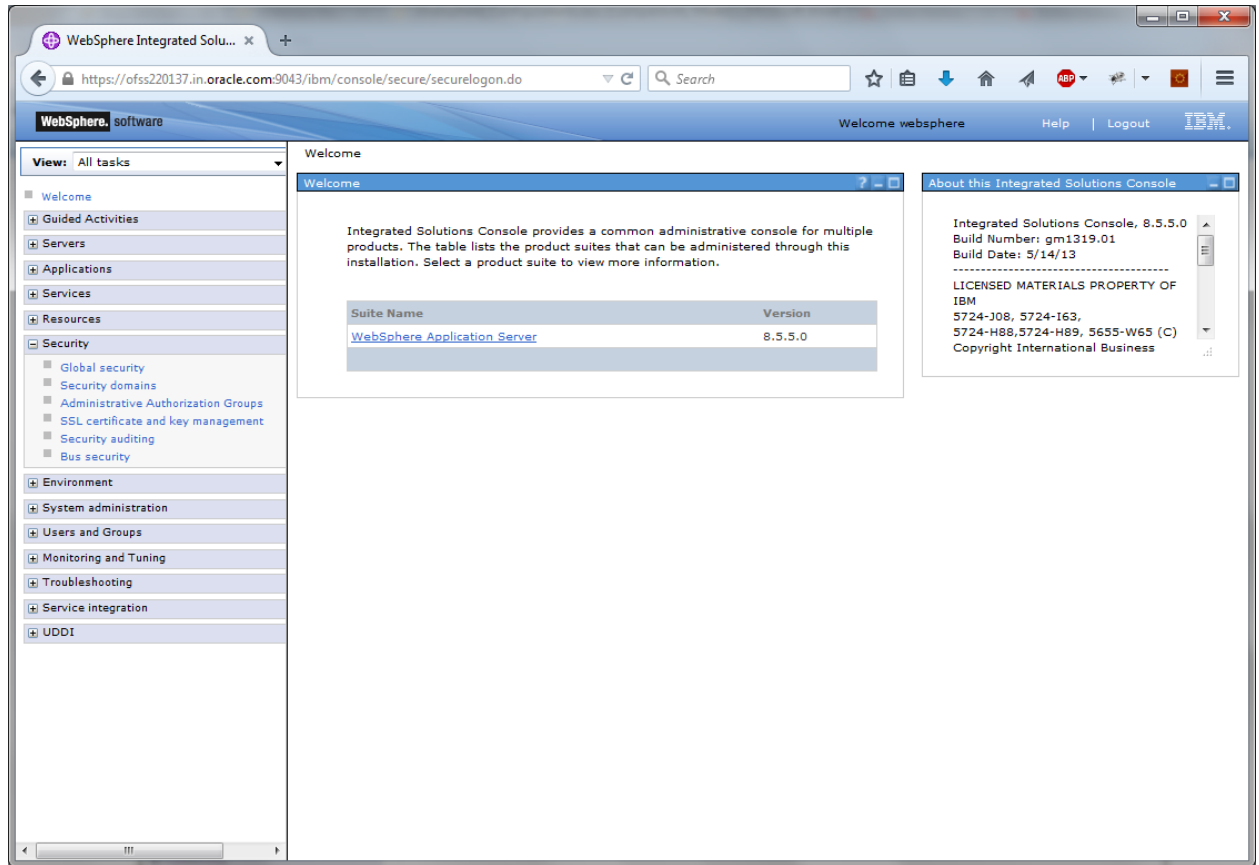 WebSphere Integrated Solu...
https://ofss220137.in.oracle.com:9043/ibm/console/secure/securelogon.do
Search
ABP
WebSphere. software
Welcome websphere
Help | Logout
IBM.
View: All tasks
Welcome
Guided Activities
Servers
Applications
Services
Resources
Security
Global security
Security domains
Administrative Authorization Groups
SSL certificate and key management
Security auditing
Bus security
Environment
System administration
Users and Groups
Monitoring and Tuning
Troubleshooting
Service integration
UDDI
Welcome
Welcome
Integrated Solutions Console provides a common administrative console for multiple
products. The table lists the product suites that can be administered through this
installation. Select a product suite to view more information.
Suite Name Version
WebSphere Application Server 8.5.5.0
About this Integrated Solutions Console
Integrated Solutions Console, 8.5.5.0
Build Number: gm1319.01
Build Date: 5/14/13
----------------------------------------
LICENSED MATERIALS PROPERTY OF
IBM
5724-J08, 5724-I63,
5724-H88,5724-H89, 5655-W65 (C)
Copyright International Business